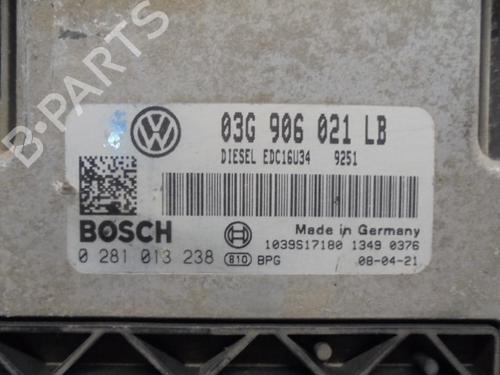 B-PARTS
03G 906 021 LB
DIESEL EDC16U34 9251
BOSCH
Made in Germany
1039S17180 1349 0376
0 281 013 238 810 BPG 08-04-21